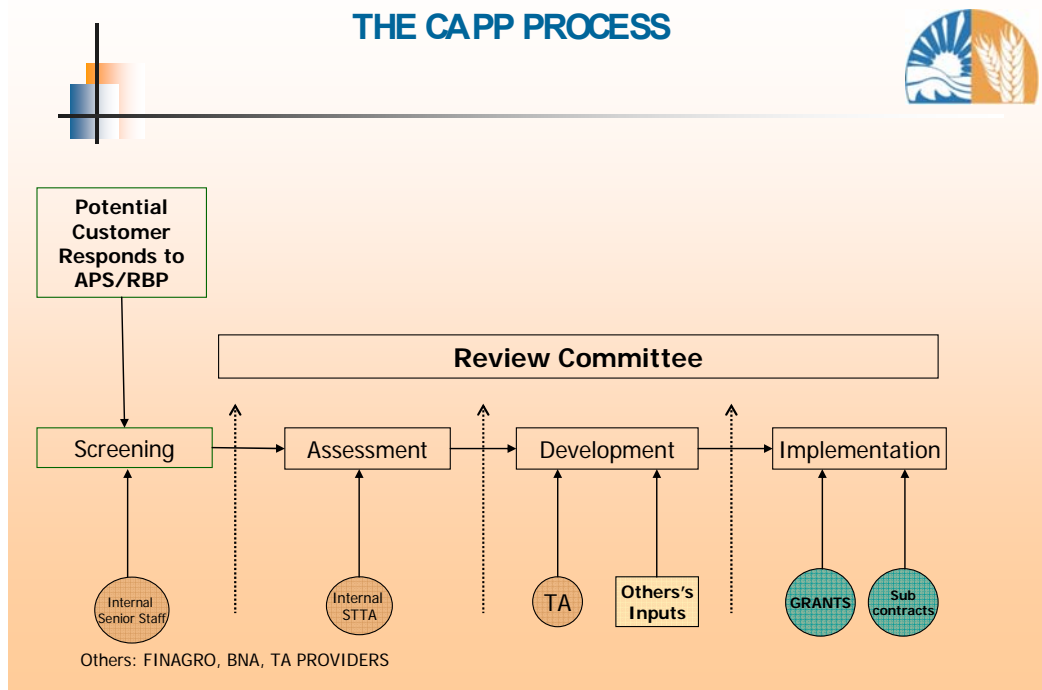 THE CAPP PROCESS
Potential
Customer
Responds to
APS/RBP
Review Committee
Screening
Assessment
Development
Implementation
Internal
Senior Staff
Internal
STTA
TA
Others's
Inputs
GRANTS
Sub
contracts
Others: FINAGRO, BNA, TA PROVIDERS